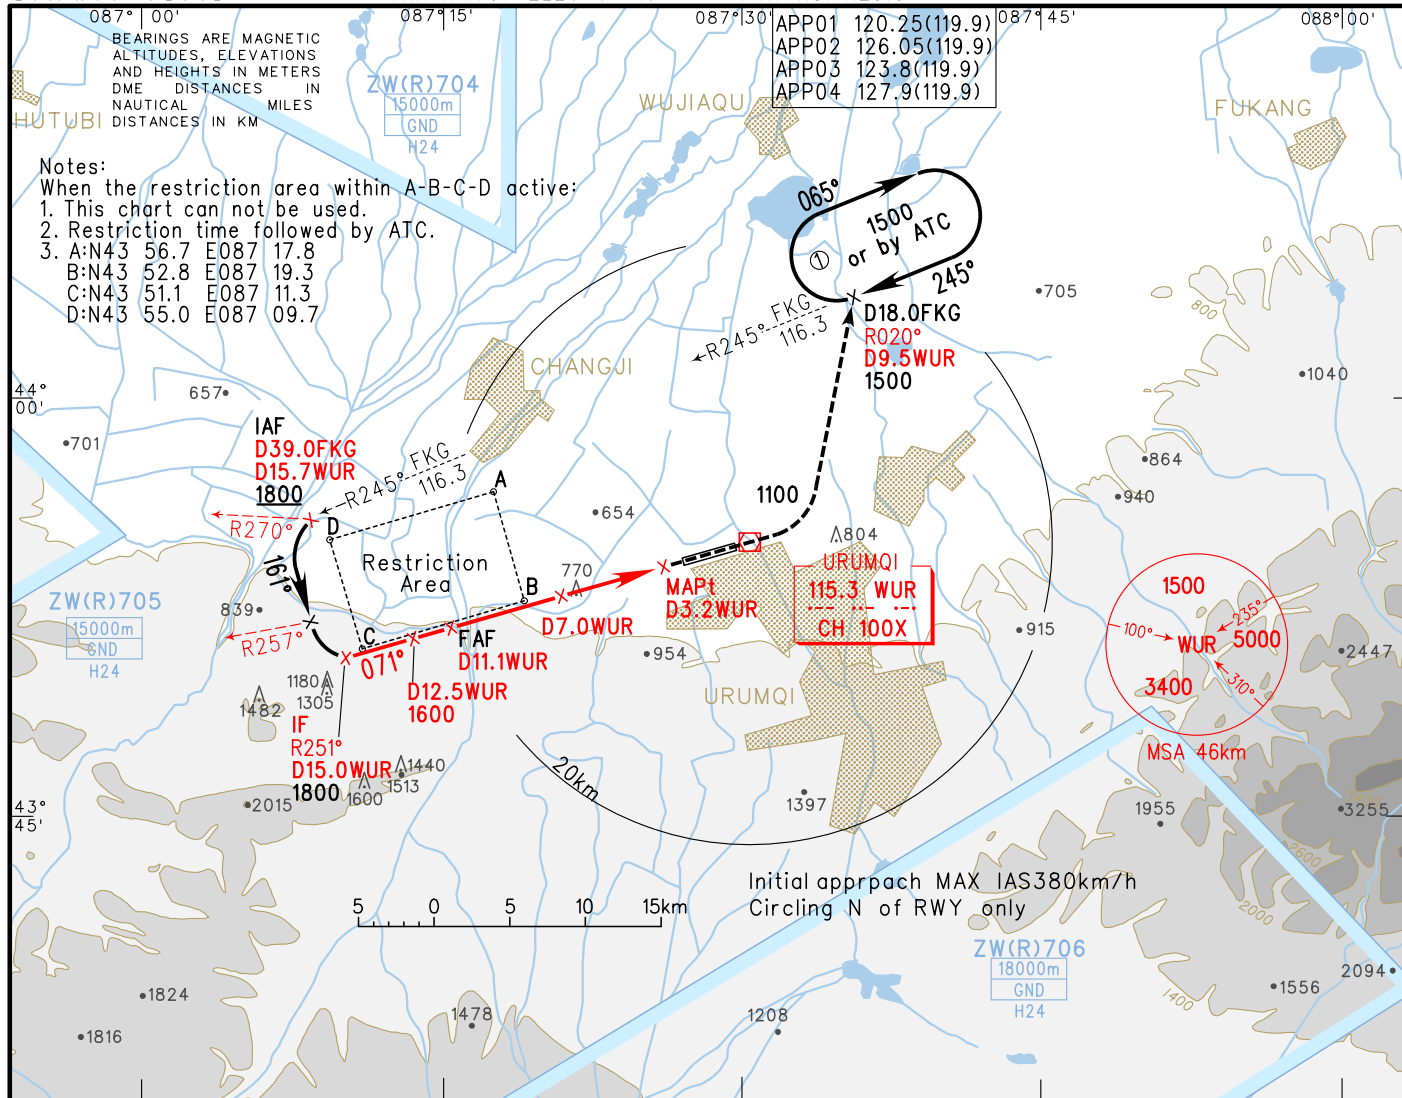 087° 00'
087° 15'
087° 30'
087° 45'
088° 00'
BEARINGS ARE MAGNETIC
ALTITUDES, ELEVATIONS
AND HEIGHTS IN METERS
DME DISTANCES IN
NAUTICAL MILES
DISTANCES IN KM
HUTUBI
ZW(R)704
15000m
GND
H24
APP01 120.25(119.9)
APP02 126.05(119.9)
APP03 123.8(119.9)
APP04 127.9(119.9)
WUJIAQU
FUKANG
Notes:
When the restriction area within A-B-C-D active:
1. This chart can not be used.
2. Restriction time followed by ATC.
3. A:N43 56.7 E087 17.8
B:N43 52.8 E087 19.3
C:N43 51.1 E087 11.3
D:N43 55.0 E087 09.7
065°
1500
or by ATC
①
245°
D18.0FKG
R020°
D9.5WUR
1500
R245° FKG
116.3
705
800
1040
CHANGJI
657
44°
00'
701
IAF
D39.0FKG
D15.7WUR
1800
R245° FKG
116.3
R270°
161°
A
D
Restriction
Area
B
C
654
1100
864
940
804
770
MAPt
D3.2WUR
URUMQI
115.3 WUR
CH 100X
1500
235°
100°
WUR
5000
3400
310°
MSA 46km
ZW(R)705
15000m
GND
H24
839
R257°
071°
FAF
D11.1WUR
D7.0WUR
D12.5WUR
1600
915
954
2447
URUMQI
1180
1305
1482
IF
R251°
D15.0WUR
1800
1440
1513
1600
2015
43°
45'
20km
1397
1955
3255
2600
2000
1400
Initial apprpach MAX IAS380km/h
Circling N of RWY only
5 0 5 10 15km
ZW(R)706
18000m
GND
H24
2094
1556
1824
1816
1478
1208